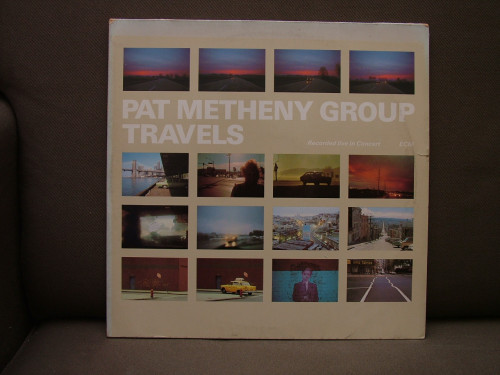 PAT METHENY GROUP
TRAVELS
Recorded live in Concert
ECM